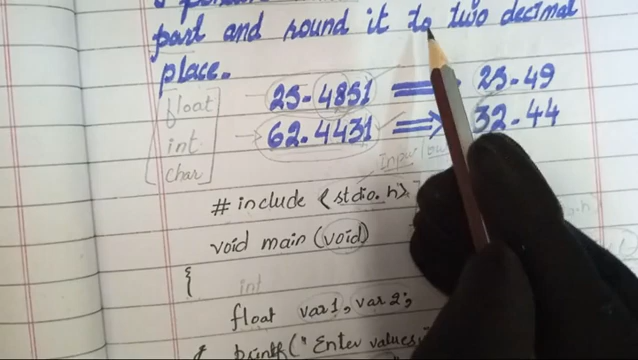 part and round it to two decimal
place.
float 25.4851 ⟹ 25.49
int 62.4431 ⟹ 32.44
char
# include <stdio.h>
void main (void)
{
int
float var1, var2;
printf(" Enter values